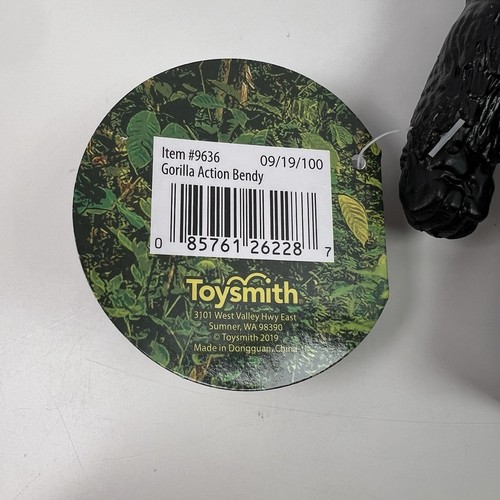 Item #9636 09/19/100
Gorilla Action Bendy
0 85761 26228 7
Toysmith
3101 West Valley Hwy East
Sumner, WA 98390
© Toysmith 2019
Made in Dongguan, China